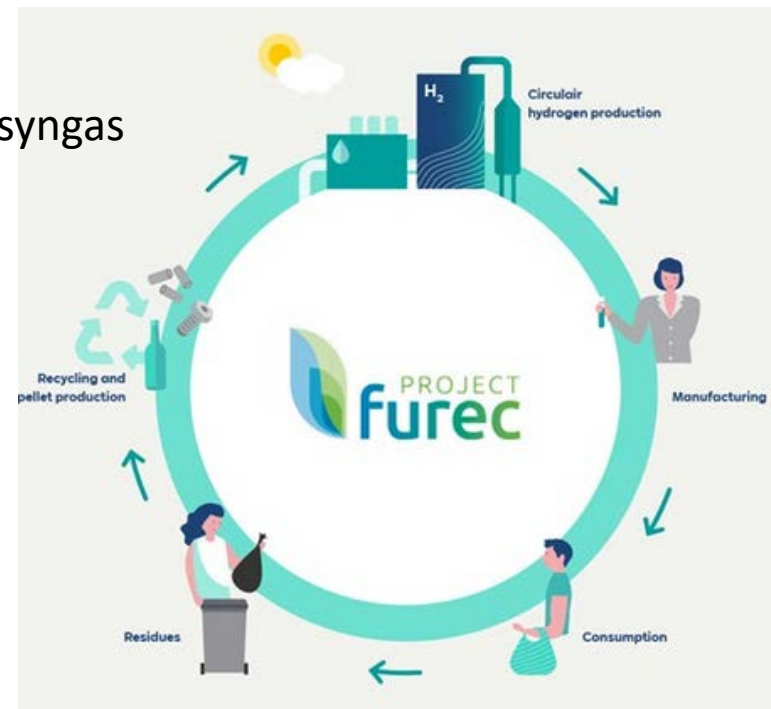 syngas
H₂
Circulair
hydrogen production
Manufacturing
Consumption
Residues
Recycling and
pellet production
PROJECT
furec